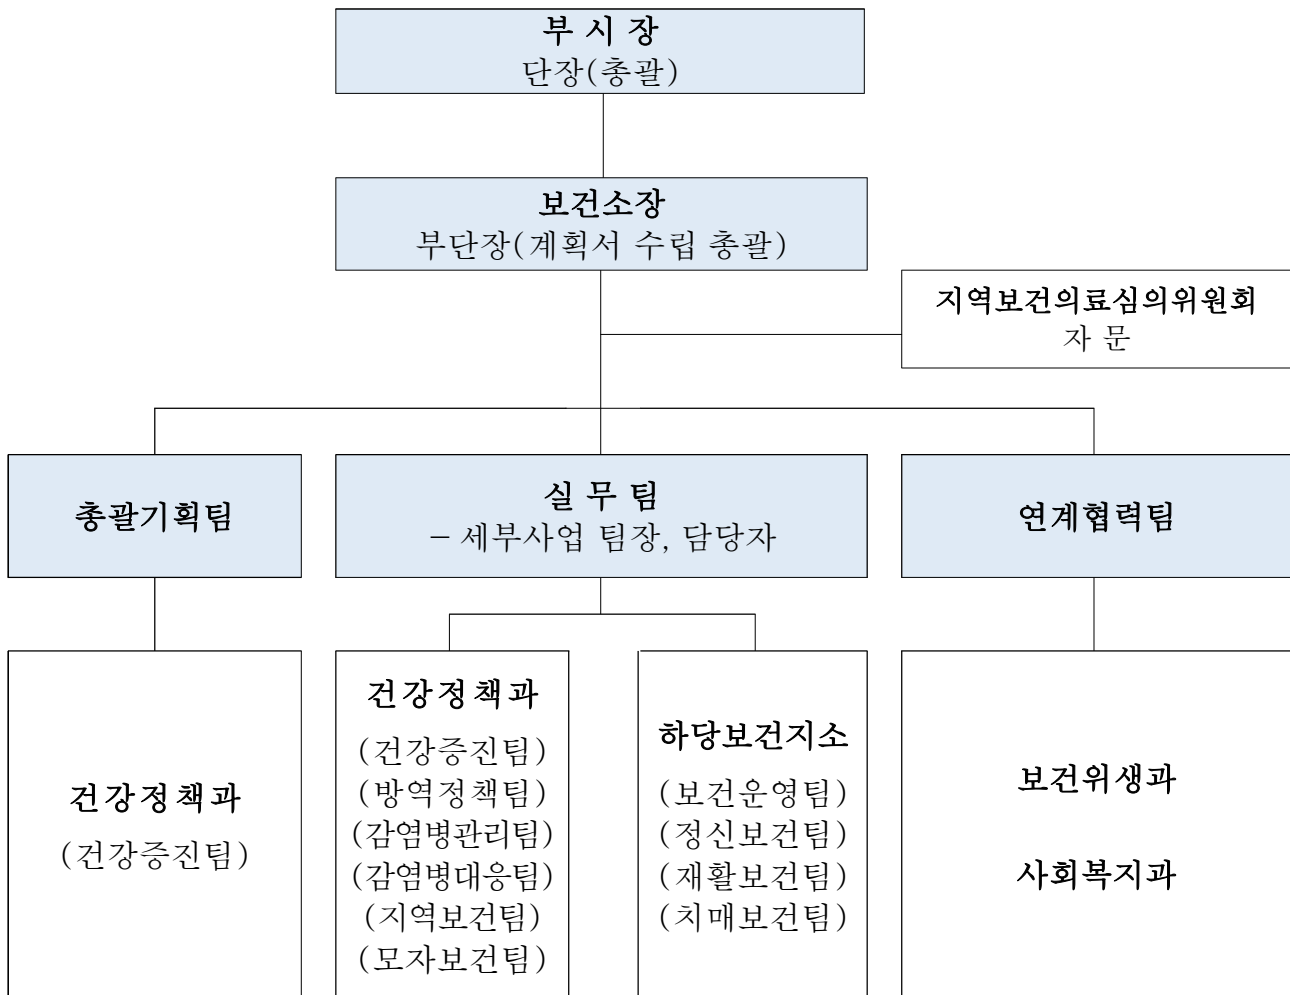 부 시 장
단장(총괄)
보건소장
부단장(계획서 수립 총괄)
지역보건의료심의위원회
자 문
총괄기획팀
실 무 팀
– 세부사업 팀장, 담당자
연계협력팀
건강정책과
(건강증진팀)
건강정책과
(건강증진팀)
(방역정책팀)
(감염병관리팀)
(감염병대응팀)
(지역보건팀)
(모자보건팀)
하당보건지소
(보건운영팀)
(정신보건팀)
(재활보건팀)
(치매보건팀)
보건위생과
사회복지과